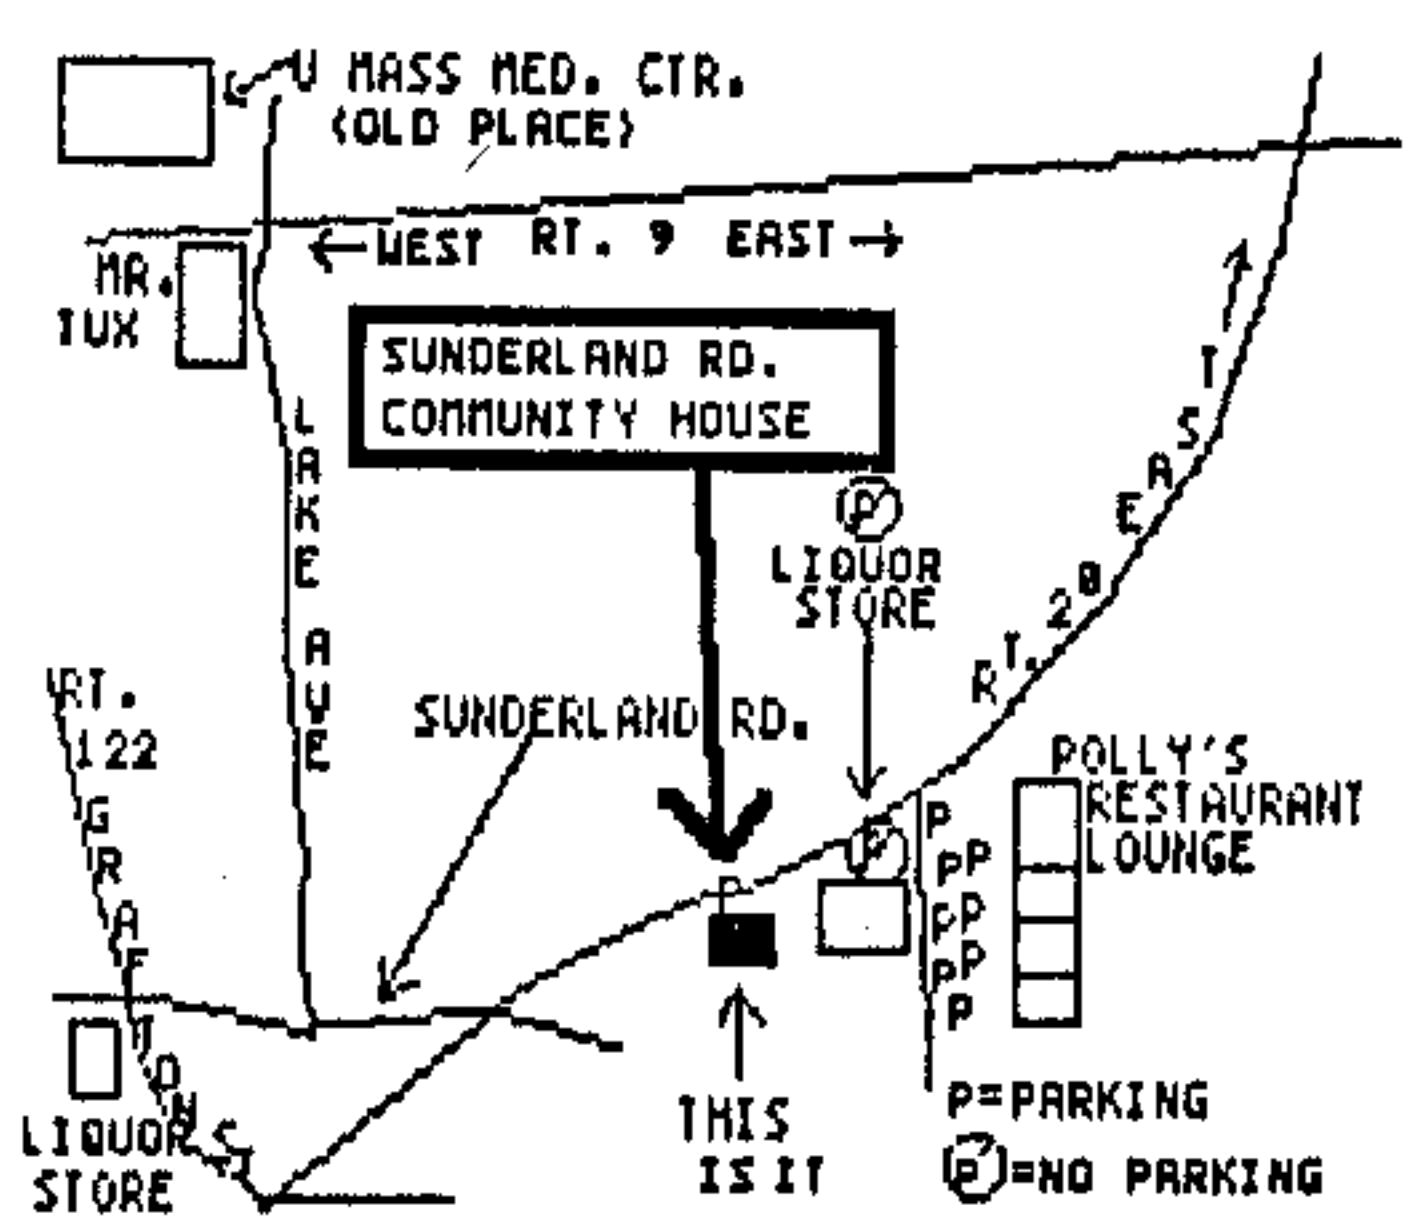 U MASS MED. CTR.
(OLD PLACE)
←WEST RT. 9 EAST→
MR.
TUX
SUNDERLAND RD.
COMMUNITY HOUSE
LAKE AVE
P
LIQUOR
STORE
RT. 20 EAST
SUNDERLAND RD.
RT.
122
GRAFTON ST
POLLY'S
RESTAURANT
LOUNGE
P
P
P
PP
PP
PP
P
THIS
IS IT
LIQUOR
STORE
P=PARKING
P=NO PARKING